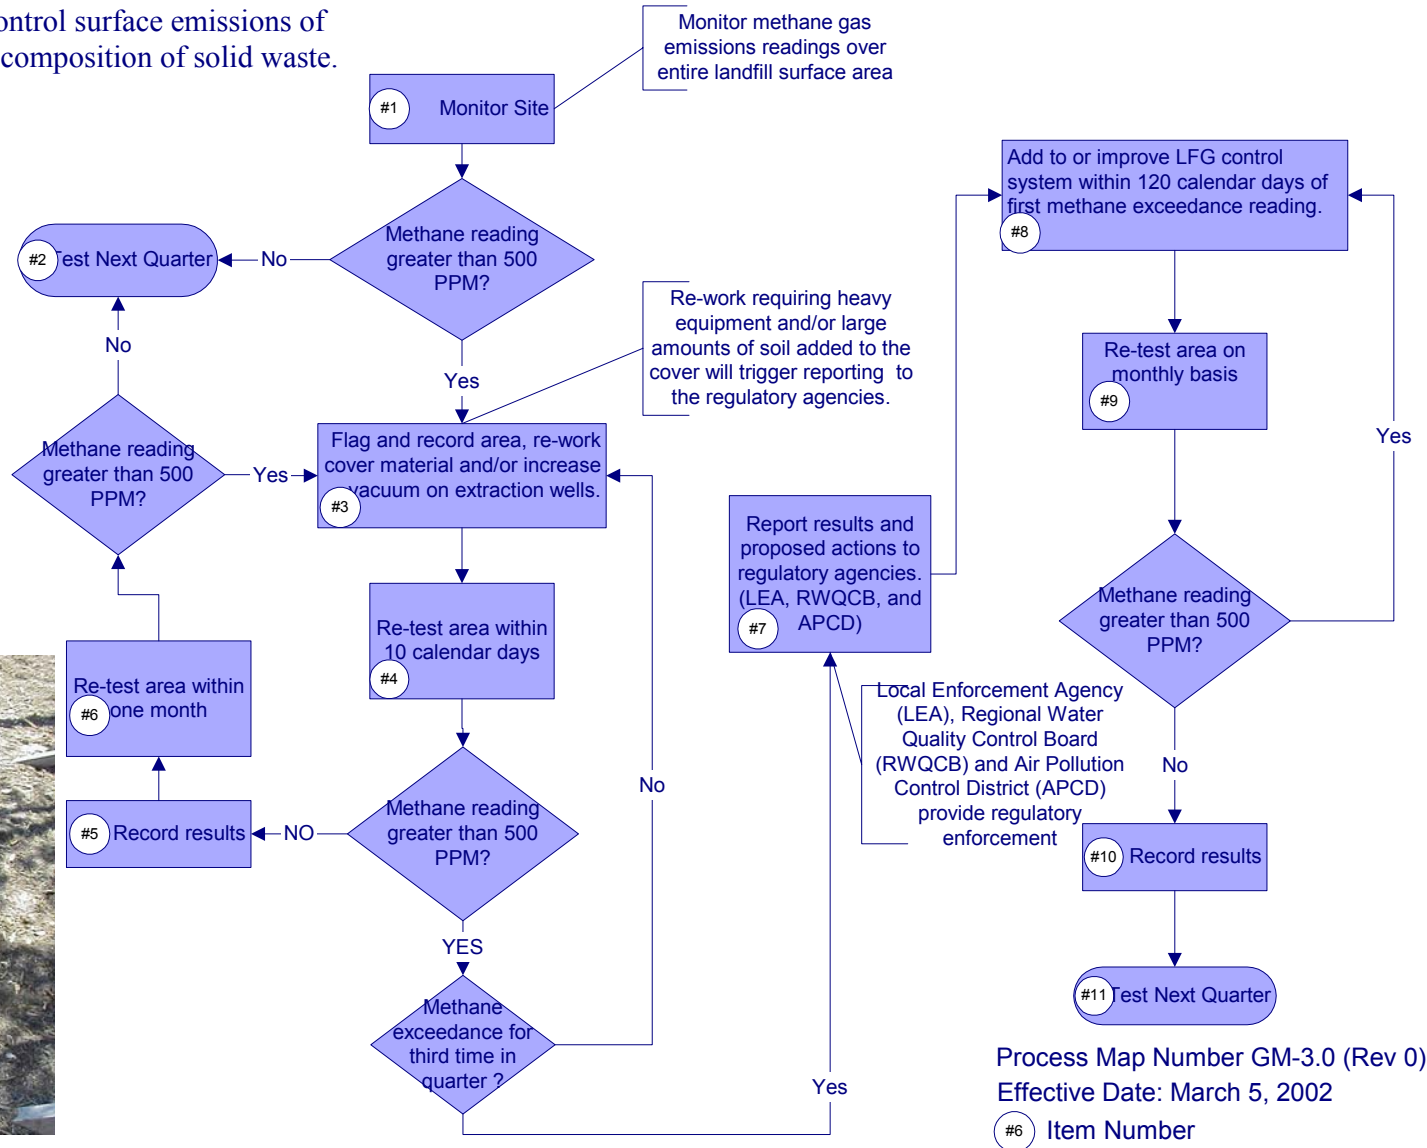 ontrol surface emissions of
composition of solid waste.
Monitor methane gas
emissions readings over
entire landfill surface area
#1 Monitor Site
Methane reading
greater than 500
PPM?
No
#2 Test Next Quarter
Yes
Re-work requiring heavy
equipment and/or large
amounts of soil added to the
cover will trigger reporting to
the regulatory agencies.
No
Methane reading
greater than 500
PPM?
Yes
Flag and record area, re-work
cover material and/or increase
vacuum on extraction wells.
#3
Re-test area within
10 calendar days
#4
Re-test area within
#6 one month
#5 Record results
NO
Methane reading
greater than 500
PPM?
No
YES
Methane
exceedance for
third time in
quarter ?
Yes
Report results and
proposed actions to
regulatory agencies.
(LEA, RWQCB, and
#7 APCD)
Local Enforcement Agency
(LEA), Regional Water
Quality Control Board
(RWQCB) and Air Pollution
Control District (APCD)
provide regulatory
enforcement
Add to or improve LFG control
system within 120 calendar days of
first methane exceedance reading.
#8
Re-test area on
monthly basis
#9
Yes
Methane reading
greater than 500
PPM?
No
#10 Record results
#11 Test Next Quarter
Process Map Number GM-3.0 (Rev 0)
Effective Date: March 5, 2002
#6 Item Number